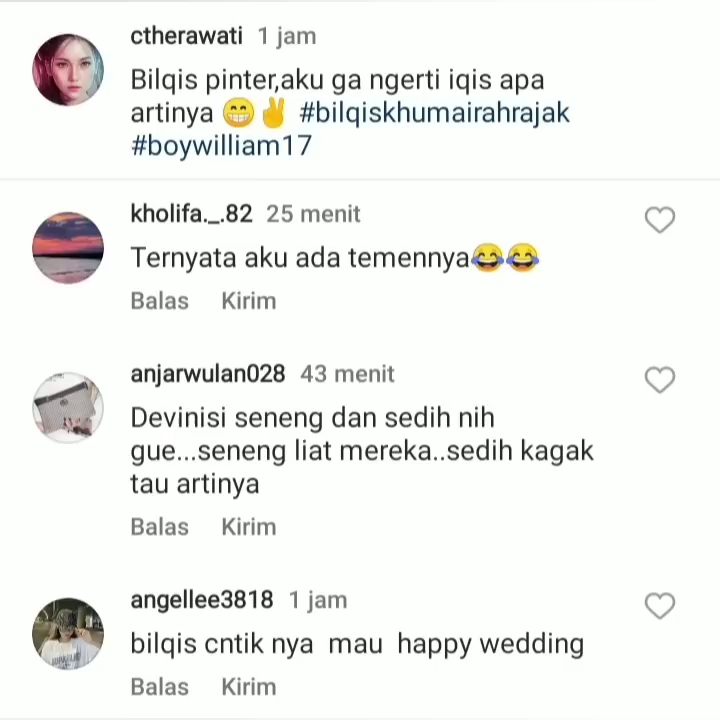 ctherawati 1 jam
Bilqis pinter,aku ga ngerti iqis apa
artinya 😁✌️ #bilqiskhumairahrajak
#boywilliam17
kholifa._.82 25 menit
Ternyata aku ada temennya😂😂
Balas Kirim
anjarwulan028 43 menit
Devinisi seneng dan sedih nih
gue...seneng liat mereka..sedih kagak
tau artinya
Balas Kirim
angellee3818 1 jam
bilqis cntik nya mau happy wedding
Balas Kirim